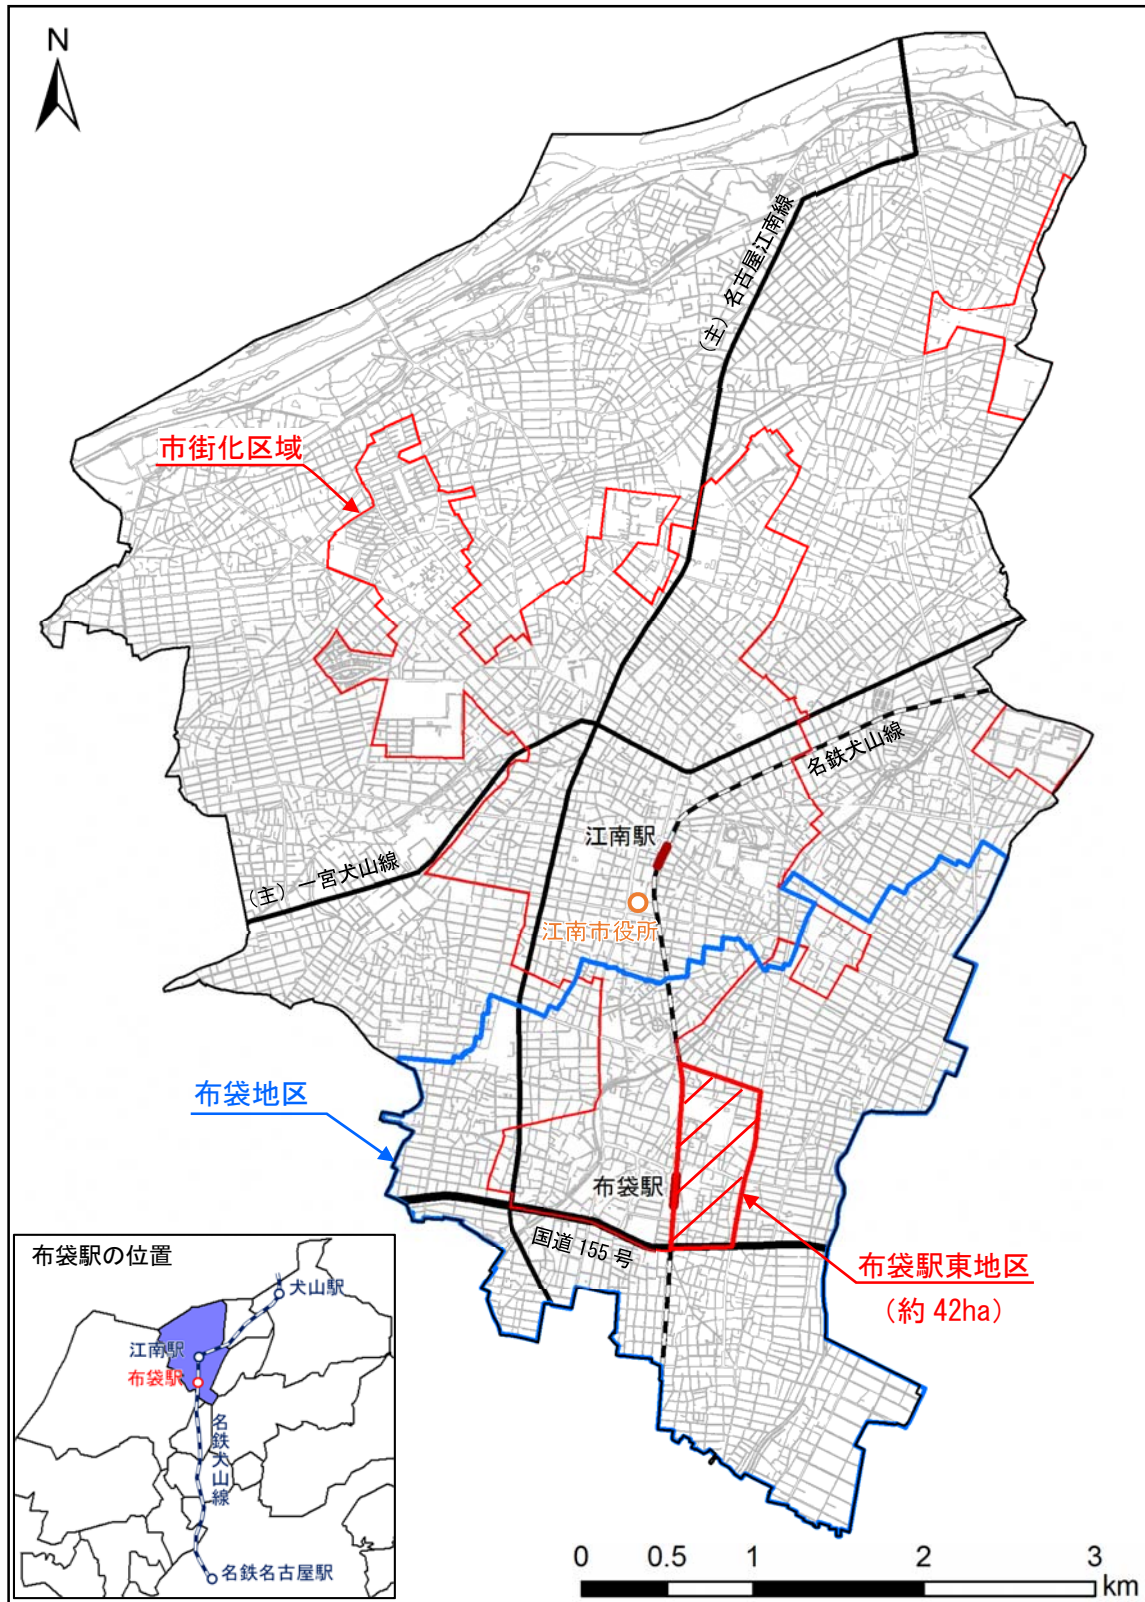 N
(主)名古屋江南線
市街化区域
名鉄犬山線
江南駅
(主)一宮犬山線
江南市役所
布袋地区
布袋駅
国道 155 号
布袋駅東地区
(約 42ha)
布袋駅の位置
犬山駅
江南駅
布袋駅
名鉄犬山線
名鉄名古屋駅
0 0.5 1 2 3
km